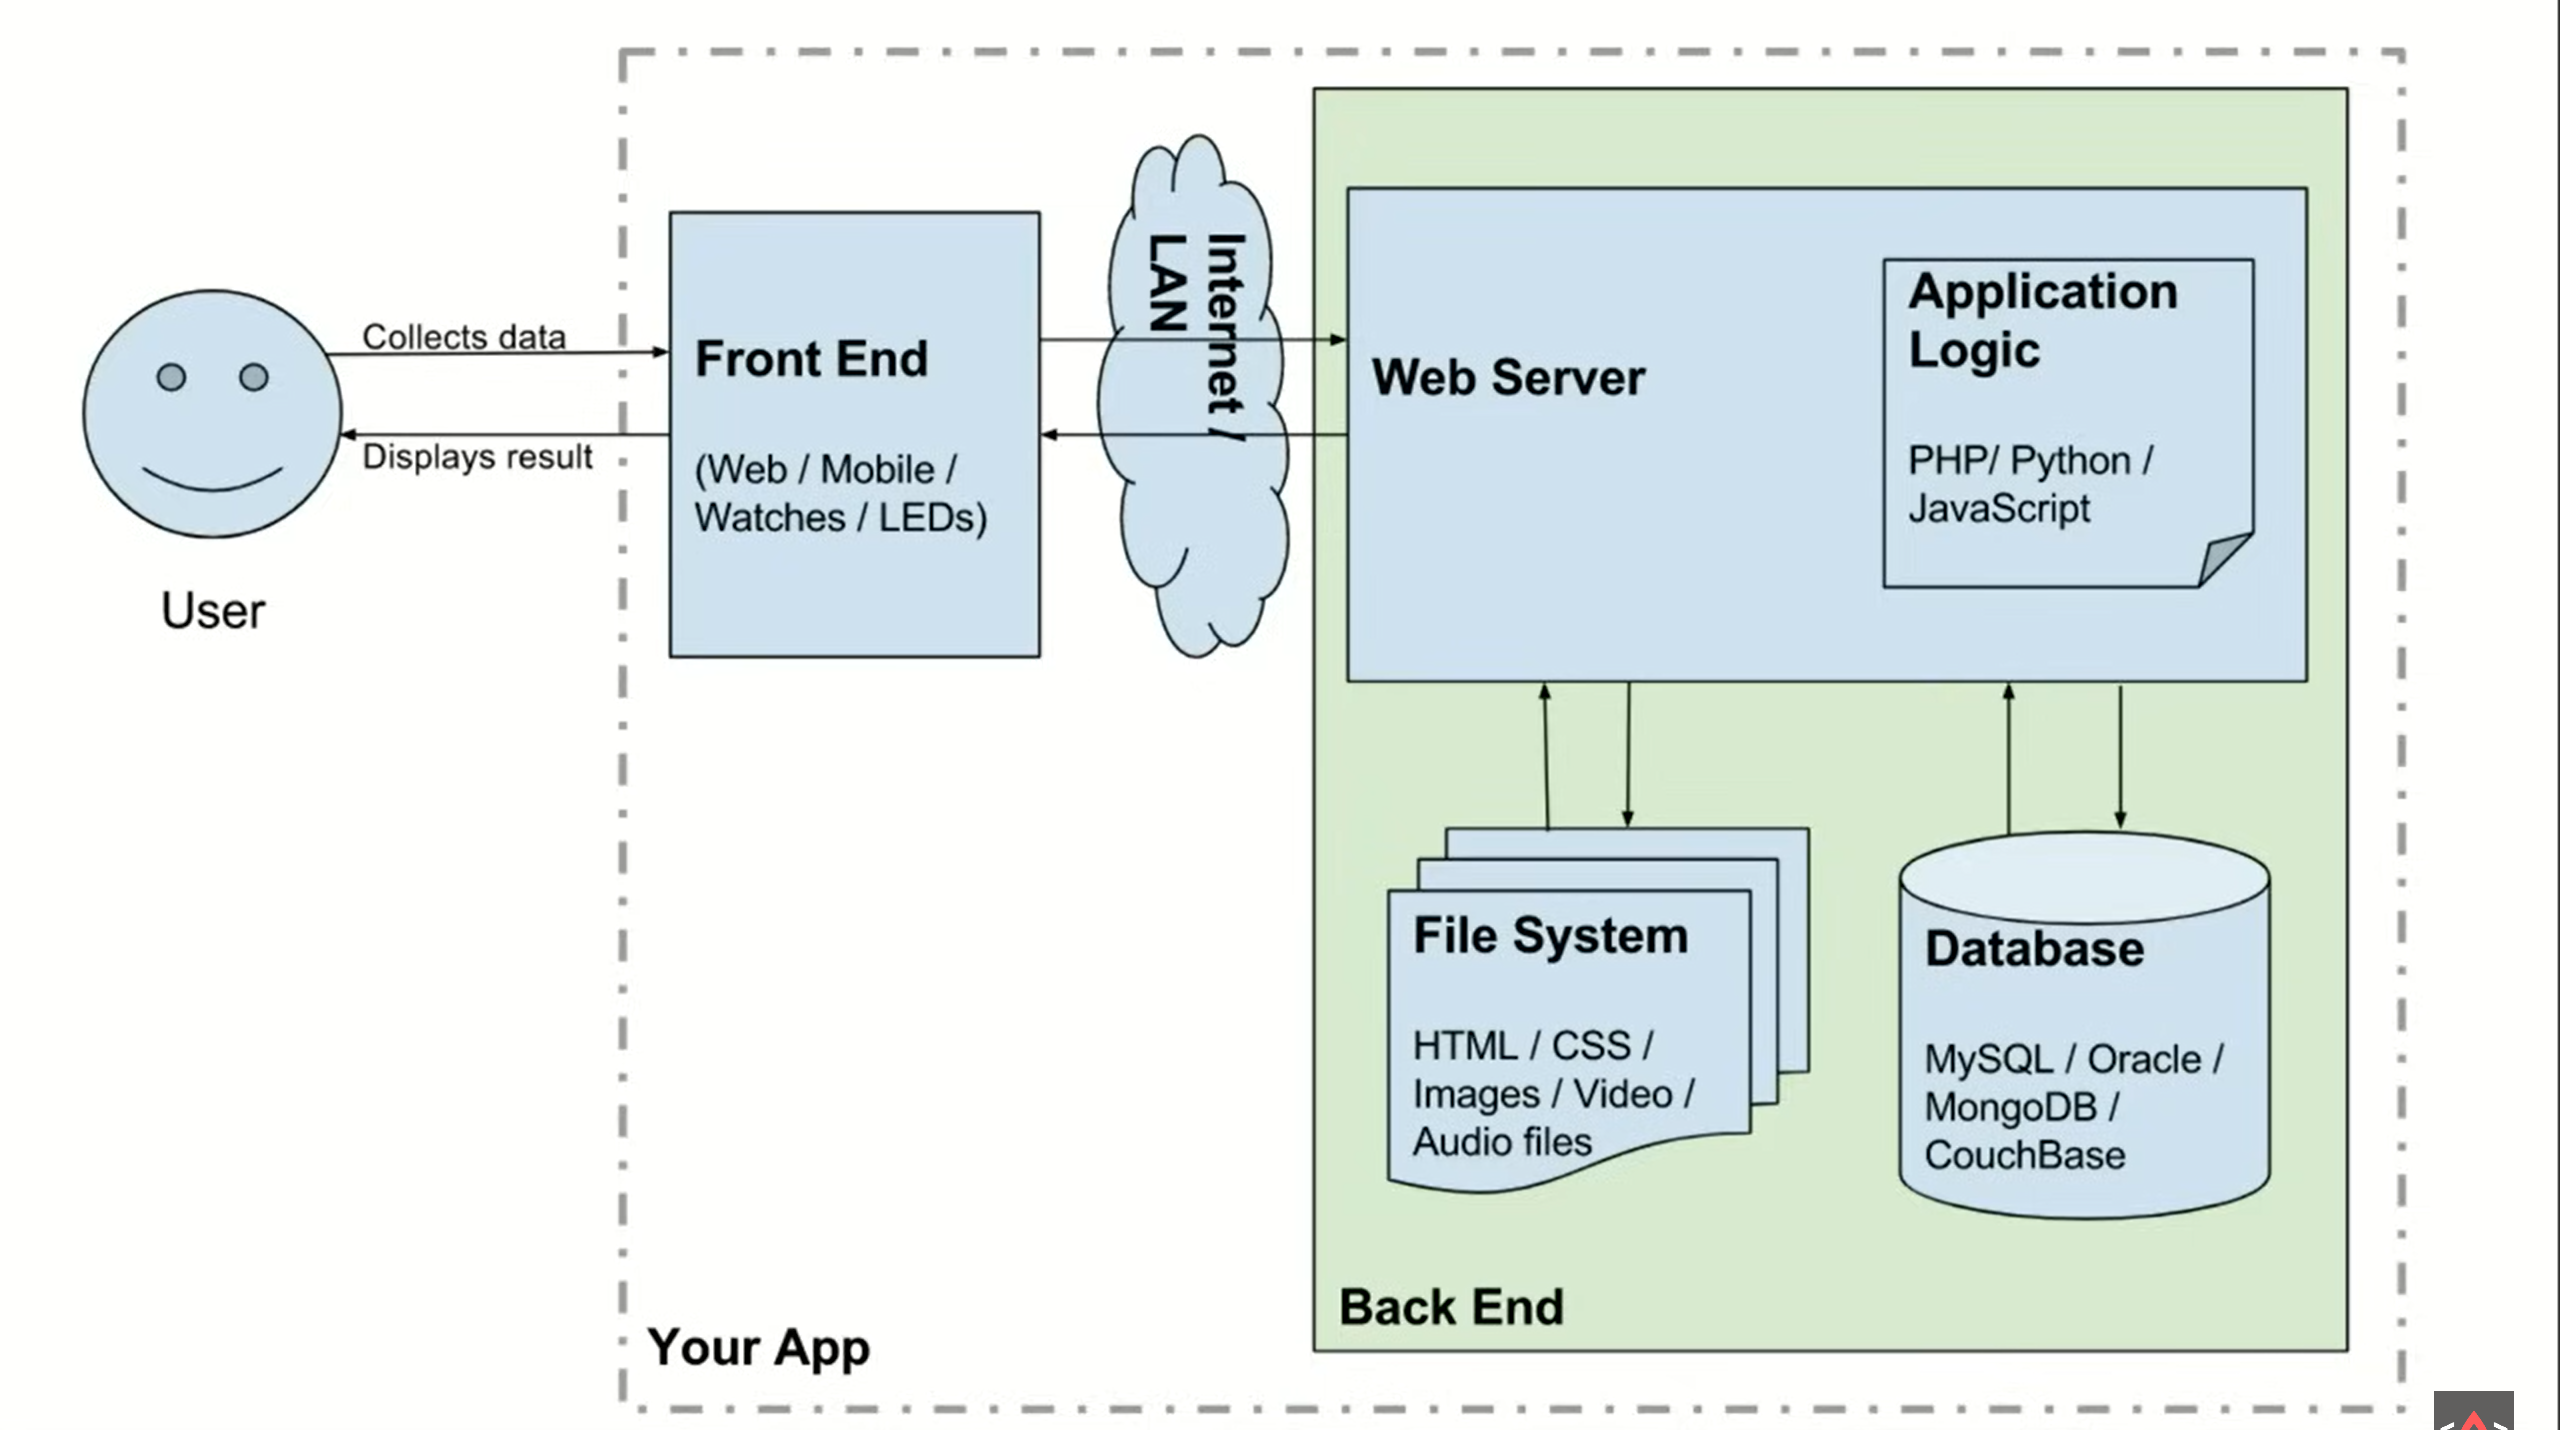 Collects data
Displays result
User
Front End
(Web / Mobile /
Watches / LEDs)
Internet /
LAN
Web Server
Application
Logic
PHP/ Python /
JavaScript
File System
HTML / CSS /
Images / Video /
Audio files
Database
MySQL / Oracle /
MongoDB /
CouchBase
Back End
Your App